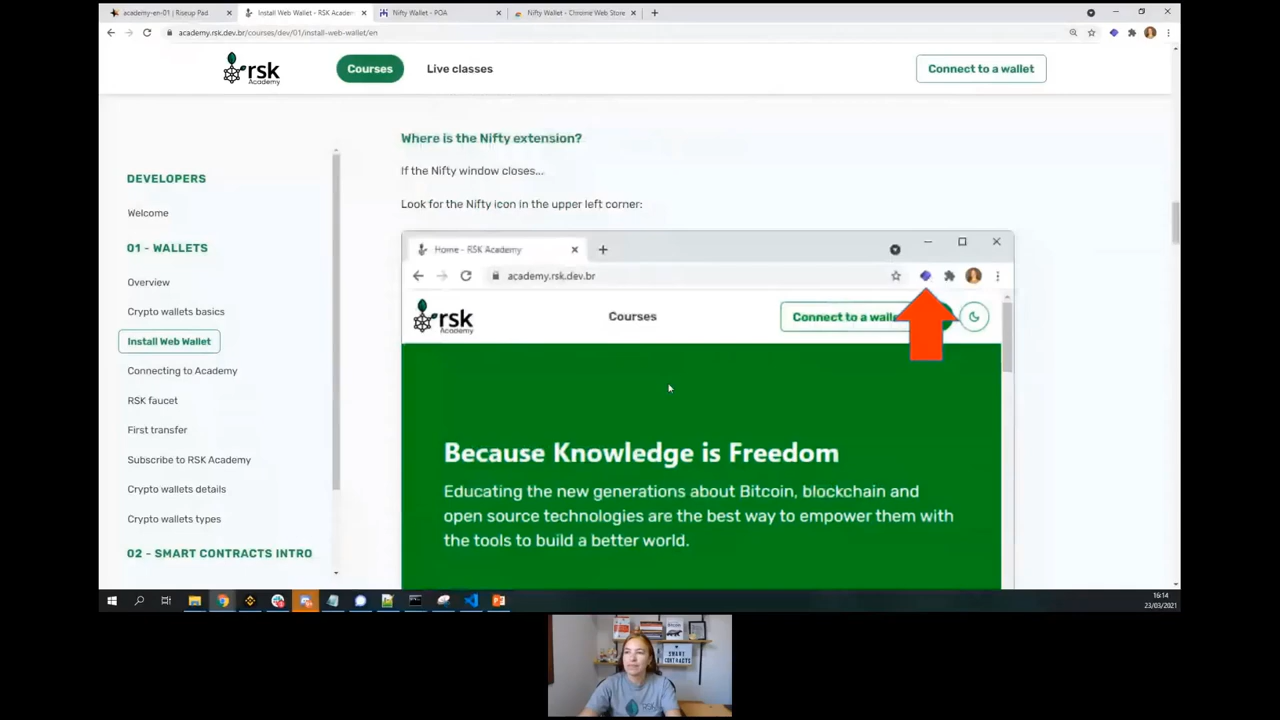 academy-en-01 | Riseup Pad
Install Web Wallet - RSK Academ
Nifty Wallet - POA
Nifty Wallet - Chrome Web Store
academy.rsk.dev.br/courses/dev/01/install-web-wallet/en
rsk
Academy
Courses
Live classes
Connect to a wallet
DEVELOPERS
Welcome
01 - WALLETS
Overview
Crypto wallets basics
Install Web Wallet
Connecting to Academy
RSK faucet
First transfer
Subscribe to RSK Academy
Crypto wallets details
Crypto wallets types
02 - SMART CONTRACTS INTRO
Where is the Nifty extension?
If the Nifty window closes...
Look for the Nifty icon in the upper left corner:
Home - RSK Academy
academy.rsk.dev.br
rsk
Academy
Courses
Connect to a walle
Because Knowledge is Freedom
Educating the new generations about Bitcoin, blockchain and
open source technologies are the best way to empower them with
the tools to build a better world.
16:14
23/03/2021
SMART
CONTRACTS
RSK